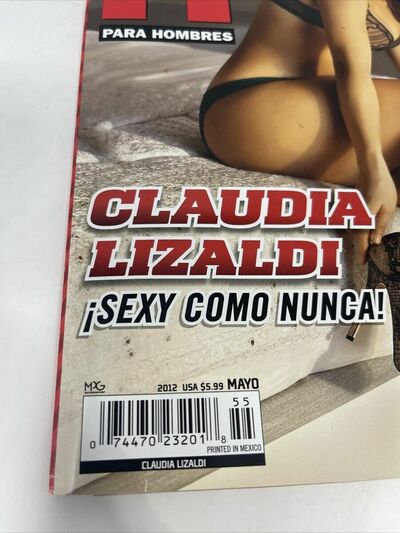 PARA HOMBRES
CLAUDIA
LIZALDI
¡SEXY COMO NUNCA!
MXG
2012 USA $5.99 MAYO
55
0 74470 23201 8
PRINTED IN MEXICO
CLAUDIA LIZALDI